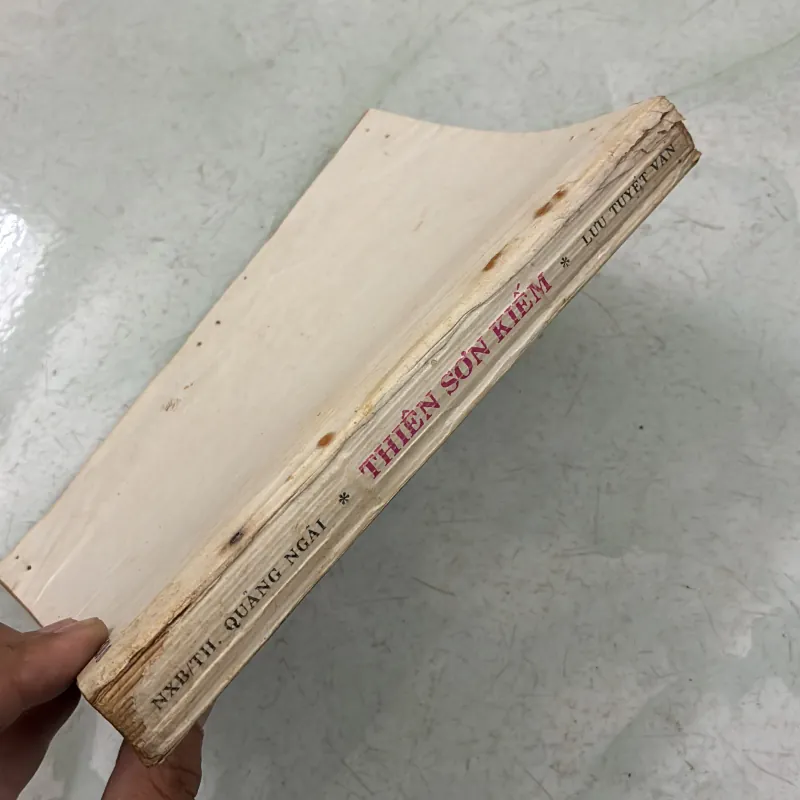 NXB/TH. QUẢNG NGÃI * THIÊN SƠN KIẾM * LƯU TUYẾT VÂN